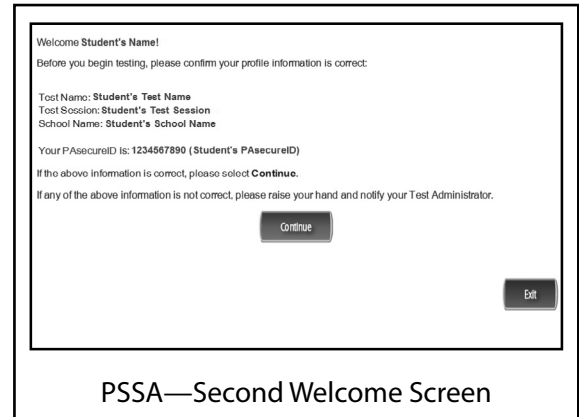 Welcome Student's Name!
Before you begin testing, please confirm your profile information is correct:
Test Name: Student's Test Name
Test Session: Student's Test Session
School Name: Student's School Name
Your PAsecureID is: 1234567890 (Student's PAsecureID)
If the above information is correct, please select Continue.
If any of the above information is not correct, please raise your hand and notify your Test Administrator.
Continue
Exit
PSSA—Second Welcome Screen